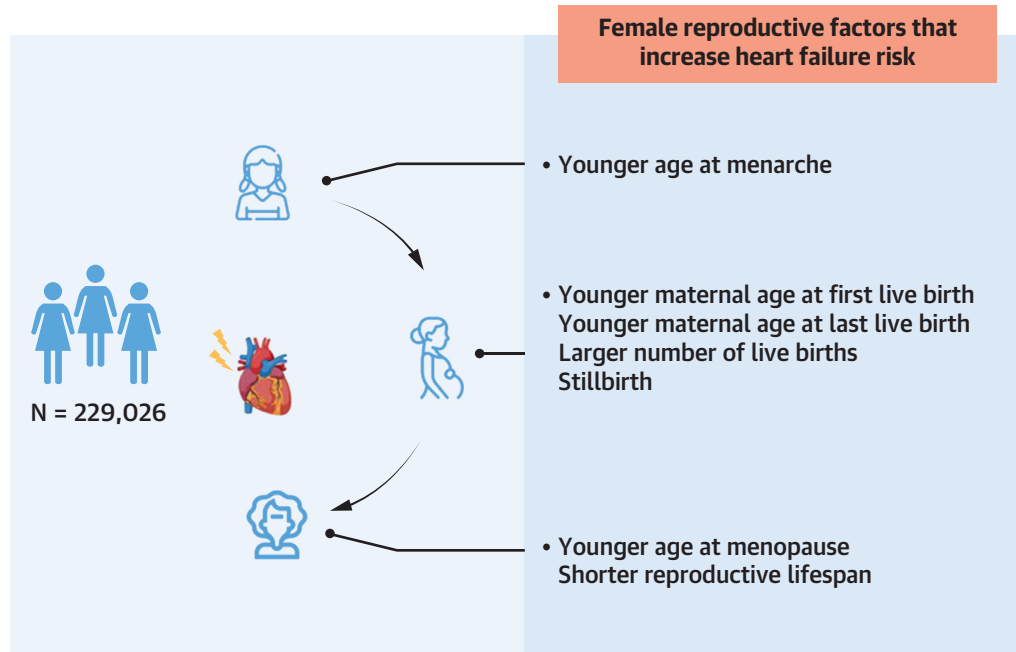 Female reproductive factors that
increase heart failure risk
• Younger age at menarche
• Younger maternal age at first live birth
Younger maternal age at last live birth
Larger number of live births
Stillbirth
N = 229,026
• Younger age at menopause
Shorter reproductive lifespan